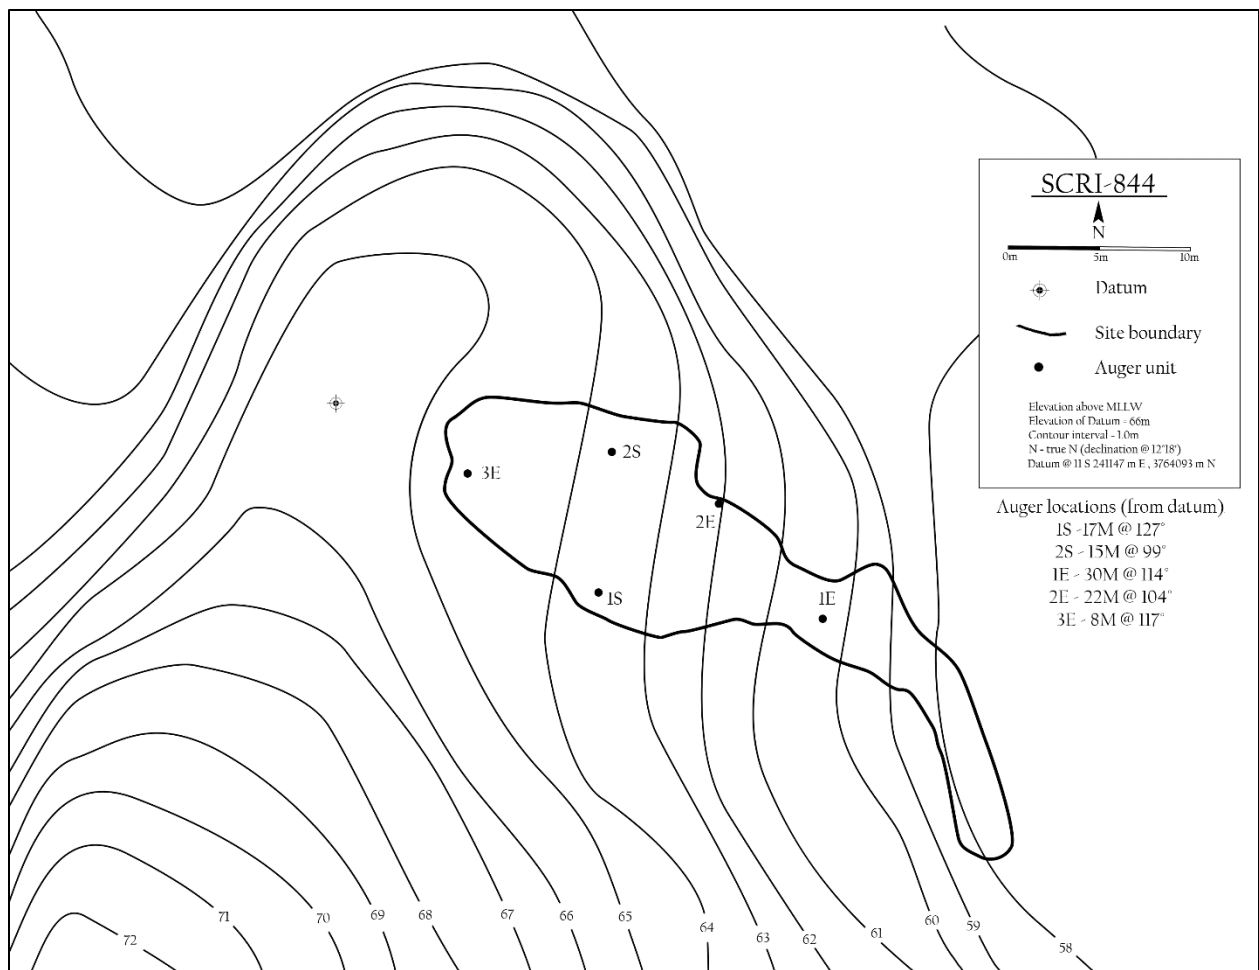 SCRI-844
N
0m 5m 10m
Datum
Site boundary
Auger unit
Elevation above MLLW
Elevation of Datum - 66m
Contour interval - 1.0m
N - true N (declination @ 12°18')
Datum @ 11 S 241147 m E , 3764093 m N
Auger locations (from datum)
1S -17M @ 127°
2S - 15M @ 99°
1E - 30M @ 114°
2E - 22M @ 104°
3E - 8M @ 117°
2S
3E
2E
1S
1E
72
71
70
69
68
67
66
65
64
63
62
61
60
59
58